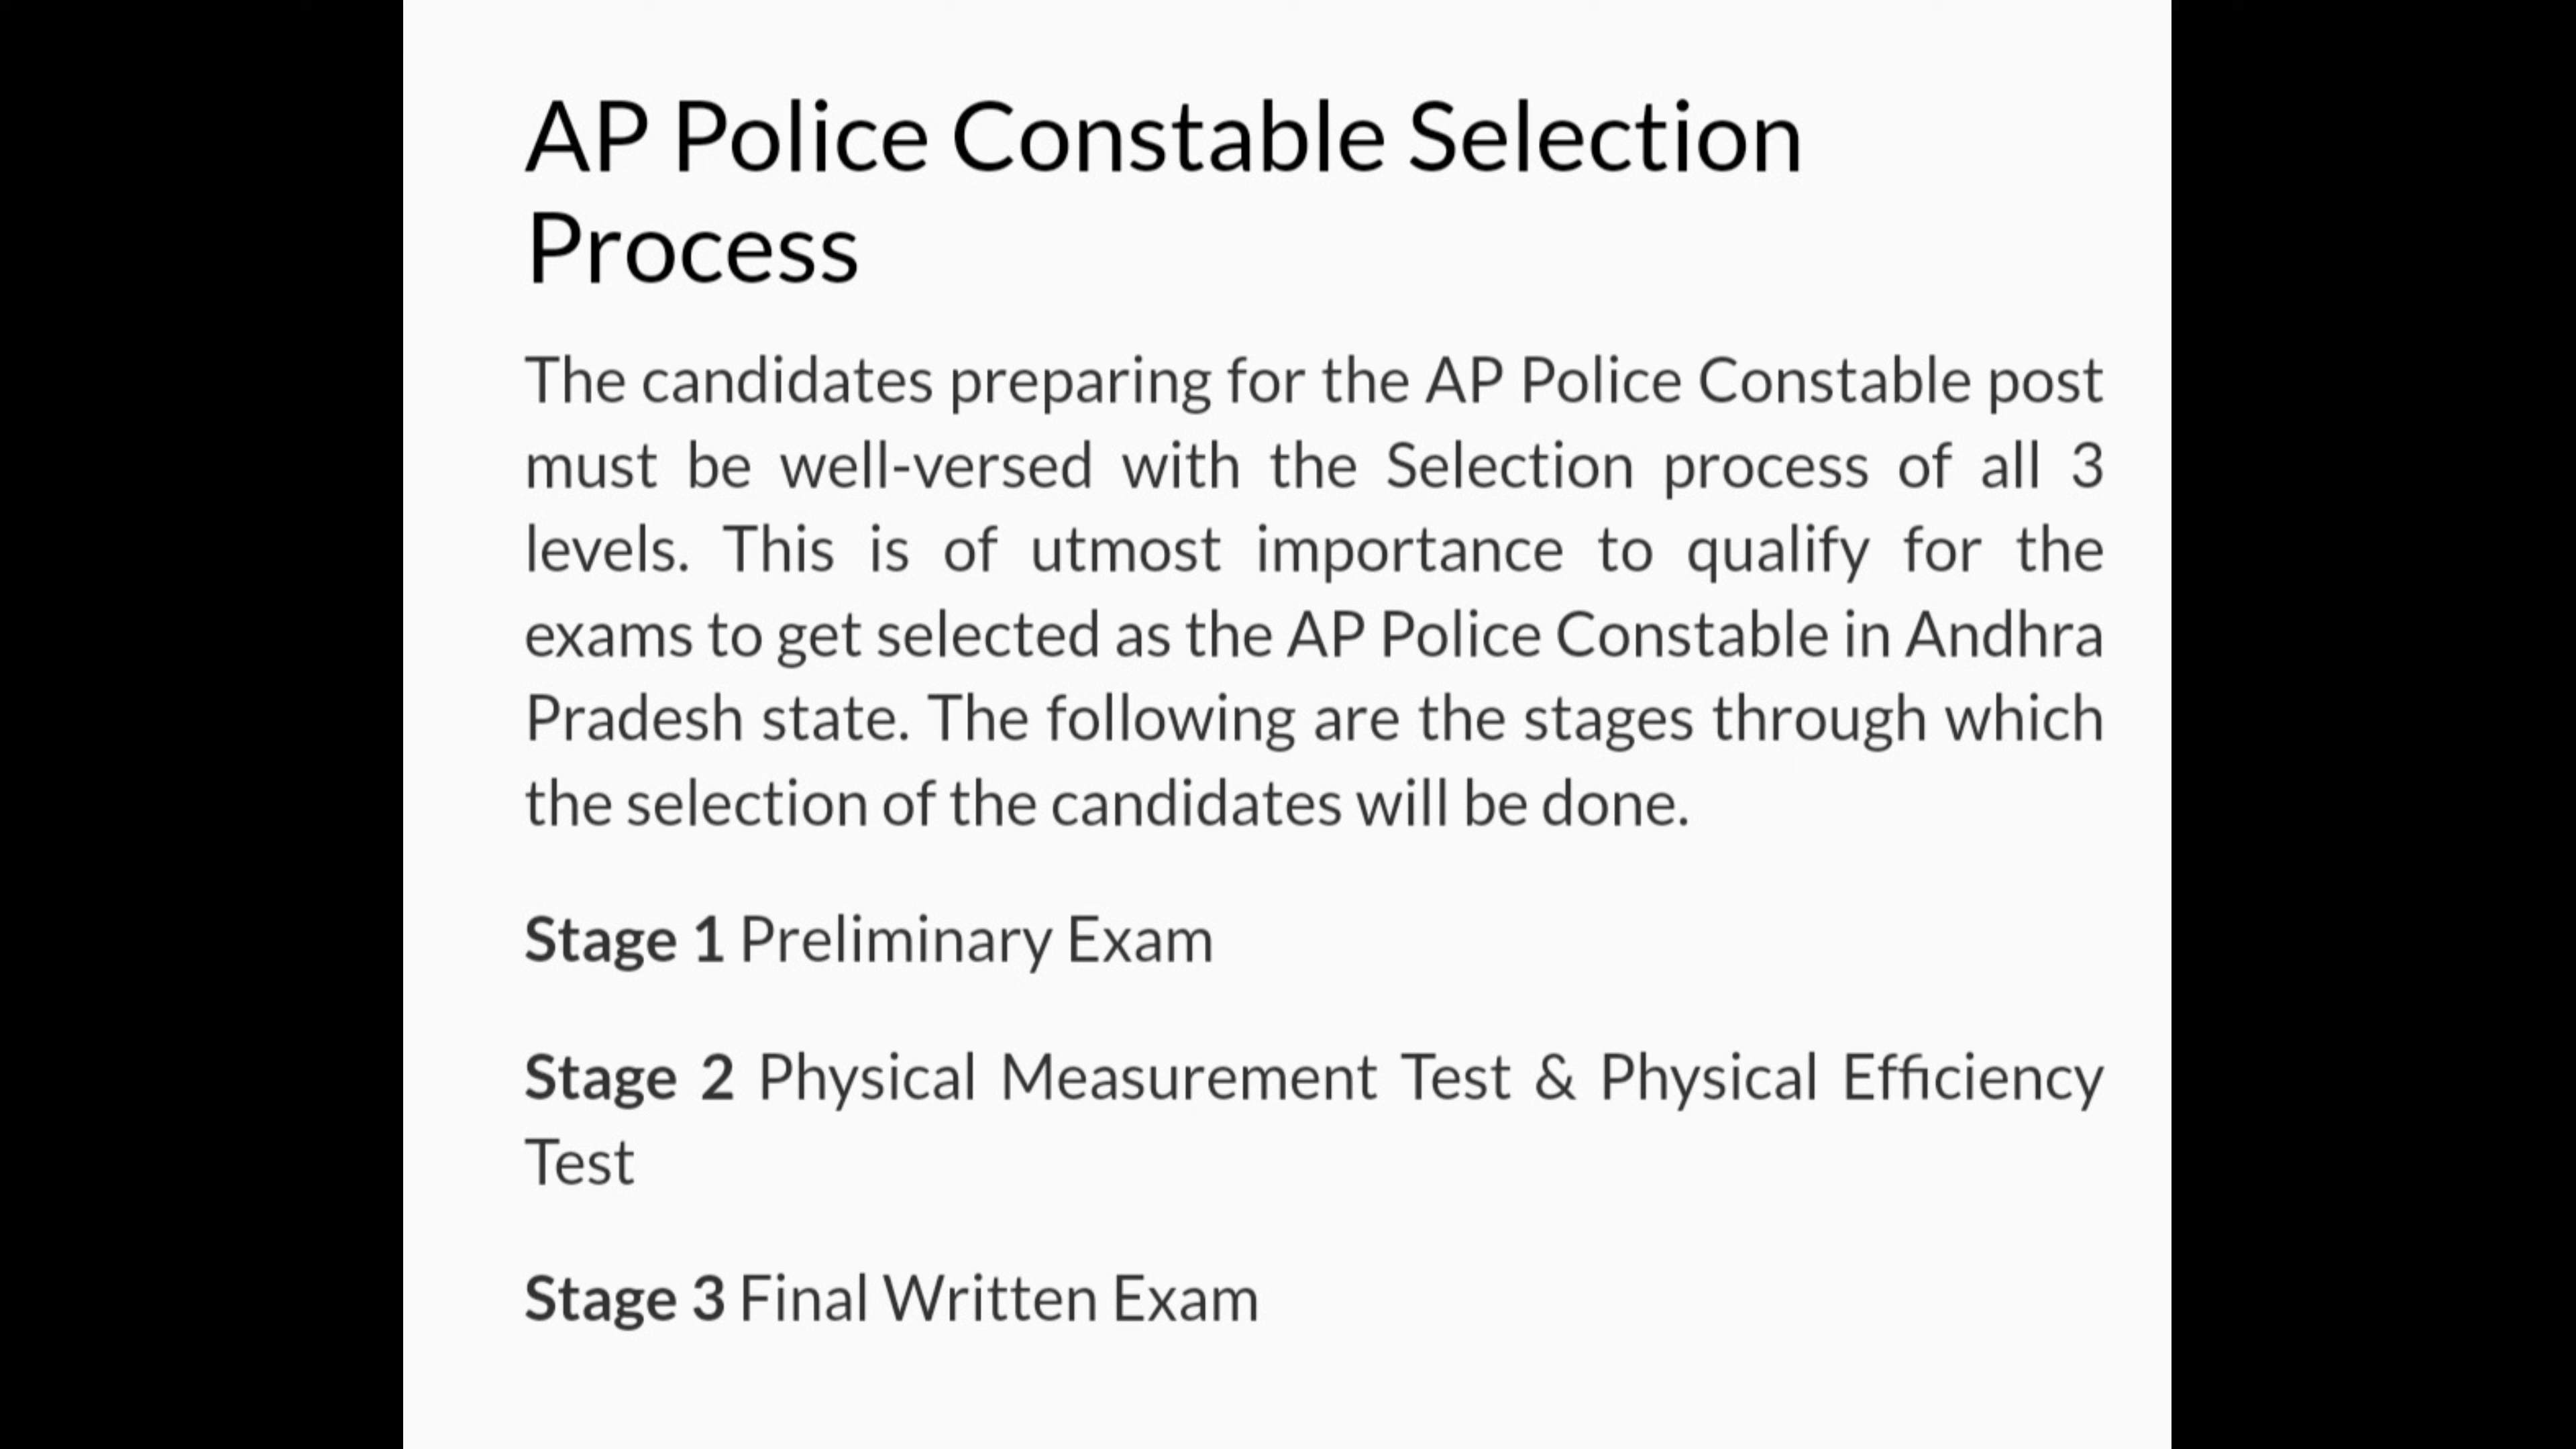 AP Police Constable Selection
Process
The candidates preparing for the AP Police Constable post
must be well-versed with the Selection process of all 3
levels. This is of utmost importance to qualify for the
exams to get selected as the AP Police Constable in Andhra
Pradesh state. The following are the stages through which
the selection of the candidates will be done.
Stage 1 Preliminary Exam
Stage 2 Physical Measurement Test & Physical Efficiency
Test
Stage 3 Final Written Exam